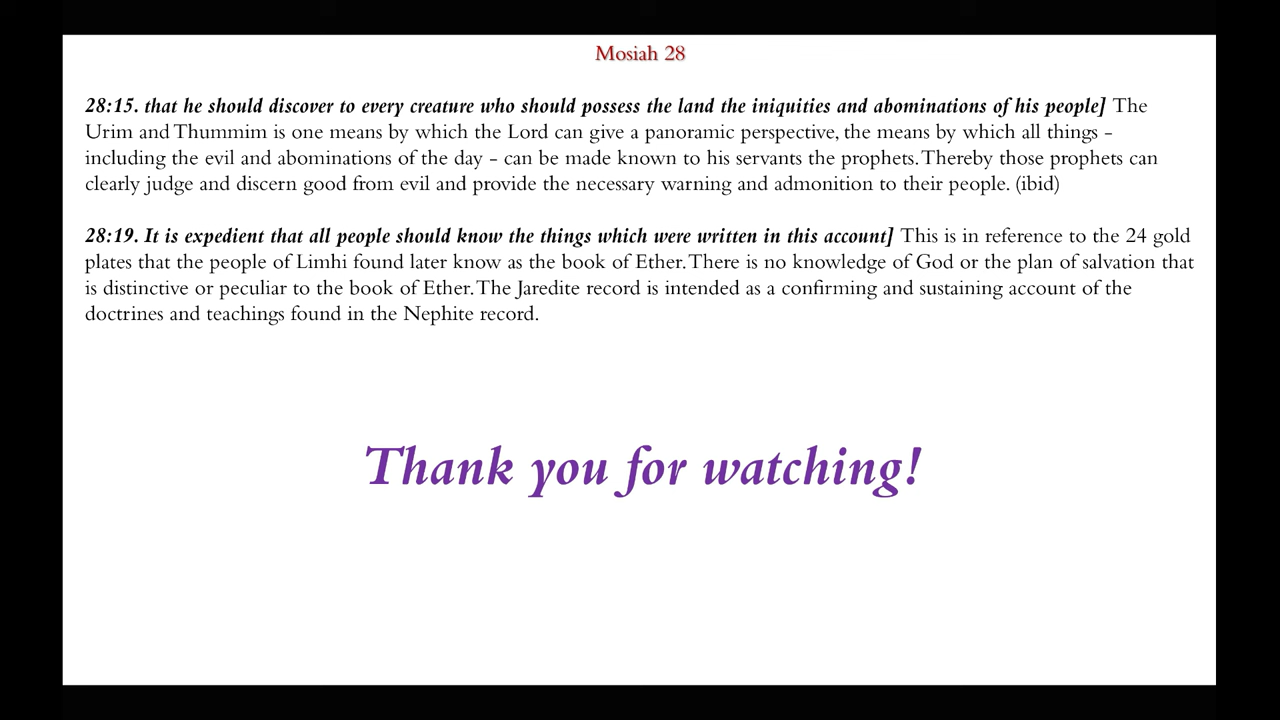 Mosiah 28
28:15. that he should discover to every creature who should possess the land the iniquities and abominations of his people] The
Urim and Thummim is one means by which the Lord can give a panoramic perspective, the means by which all things -
including the evil and abominations of the day - can be made known to his servants the prophets. Thereby those prophets can
clearly judge and discern good from evil and provide the necessary warning and admonition to their people. (ibid)
28:19. It is expedient that all people should know the things which were written in this account] This is in reference to the 24 gold
plates that the people of Limhi found later know as the book of Ether. There is no knowledge of God or the plan of salvation that
is distinctive or peculiar to the book of Ether. The Jaredite record is intended as a confirming and sustaining account of the
doctrines and teachings found in the Nephite record.
Thank you for watching!